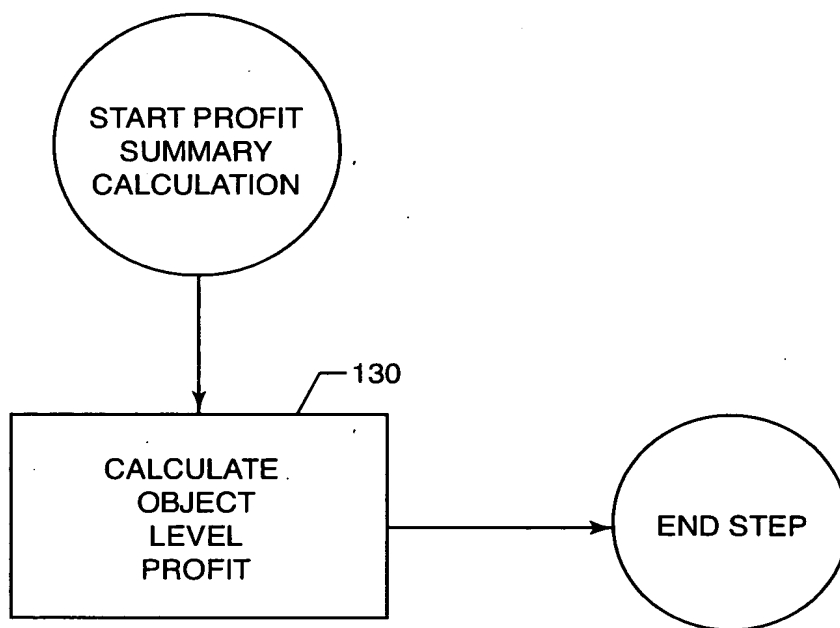 START PROFIT
SUMMARY
CALCULATION
130
CALCULATE
OBJECT
LEVEL
PROFIT
END STEP